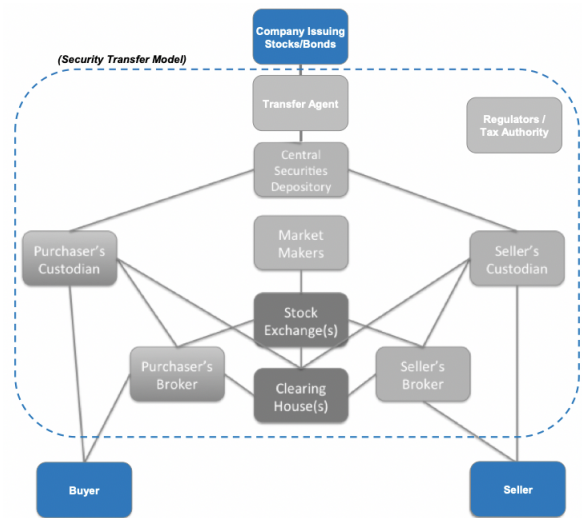 Company Issuing
Stocks/Bonds
(Security Transfer Model)
Transfer Agent
Regulators /
Tax Authority
Central
Securities
Depository
Purchaser's
Custodian
Market
Makers
Seller's
Custodian
Stock
Exchange(s)
Purchaser's
Broker
Seller's
Broker
Clearing
House(s)
Buyer
Seller